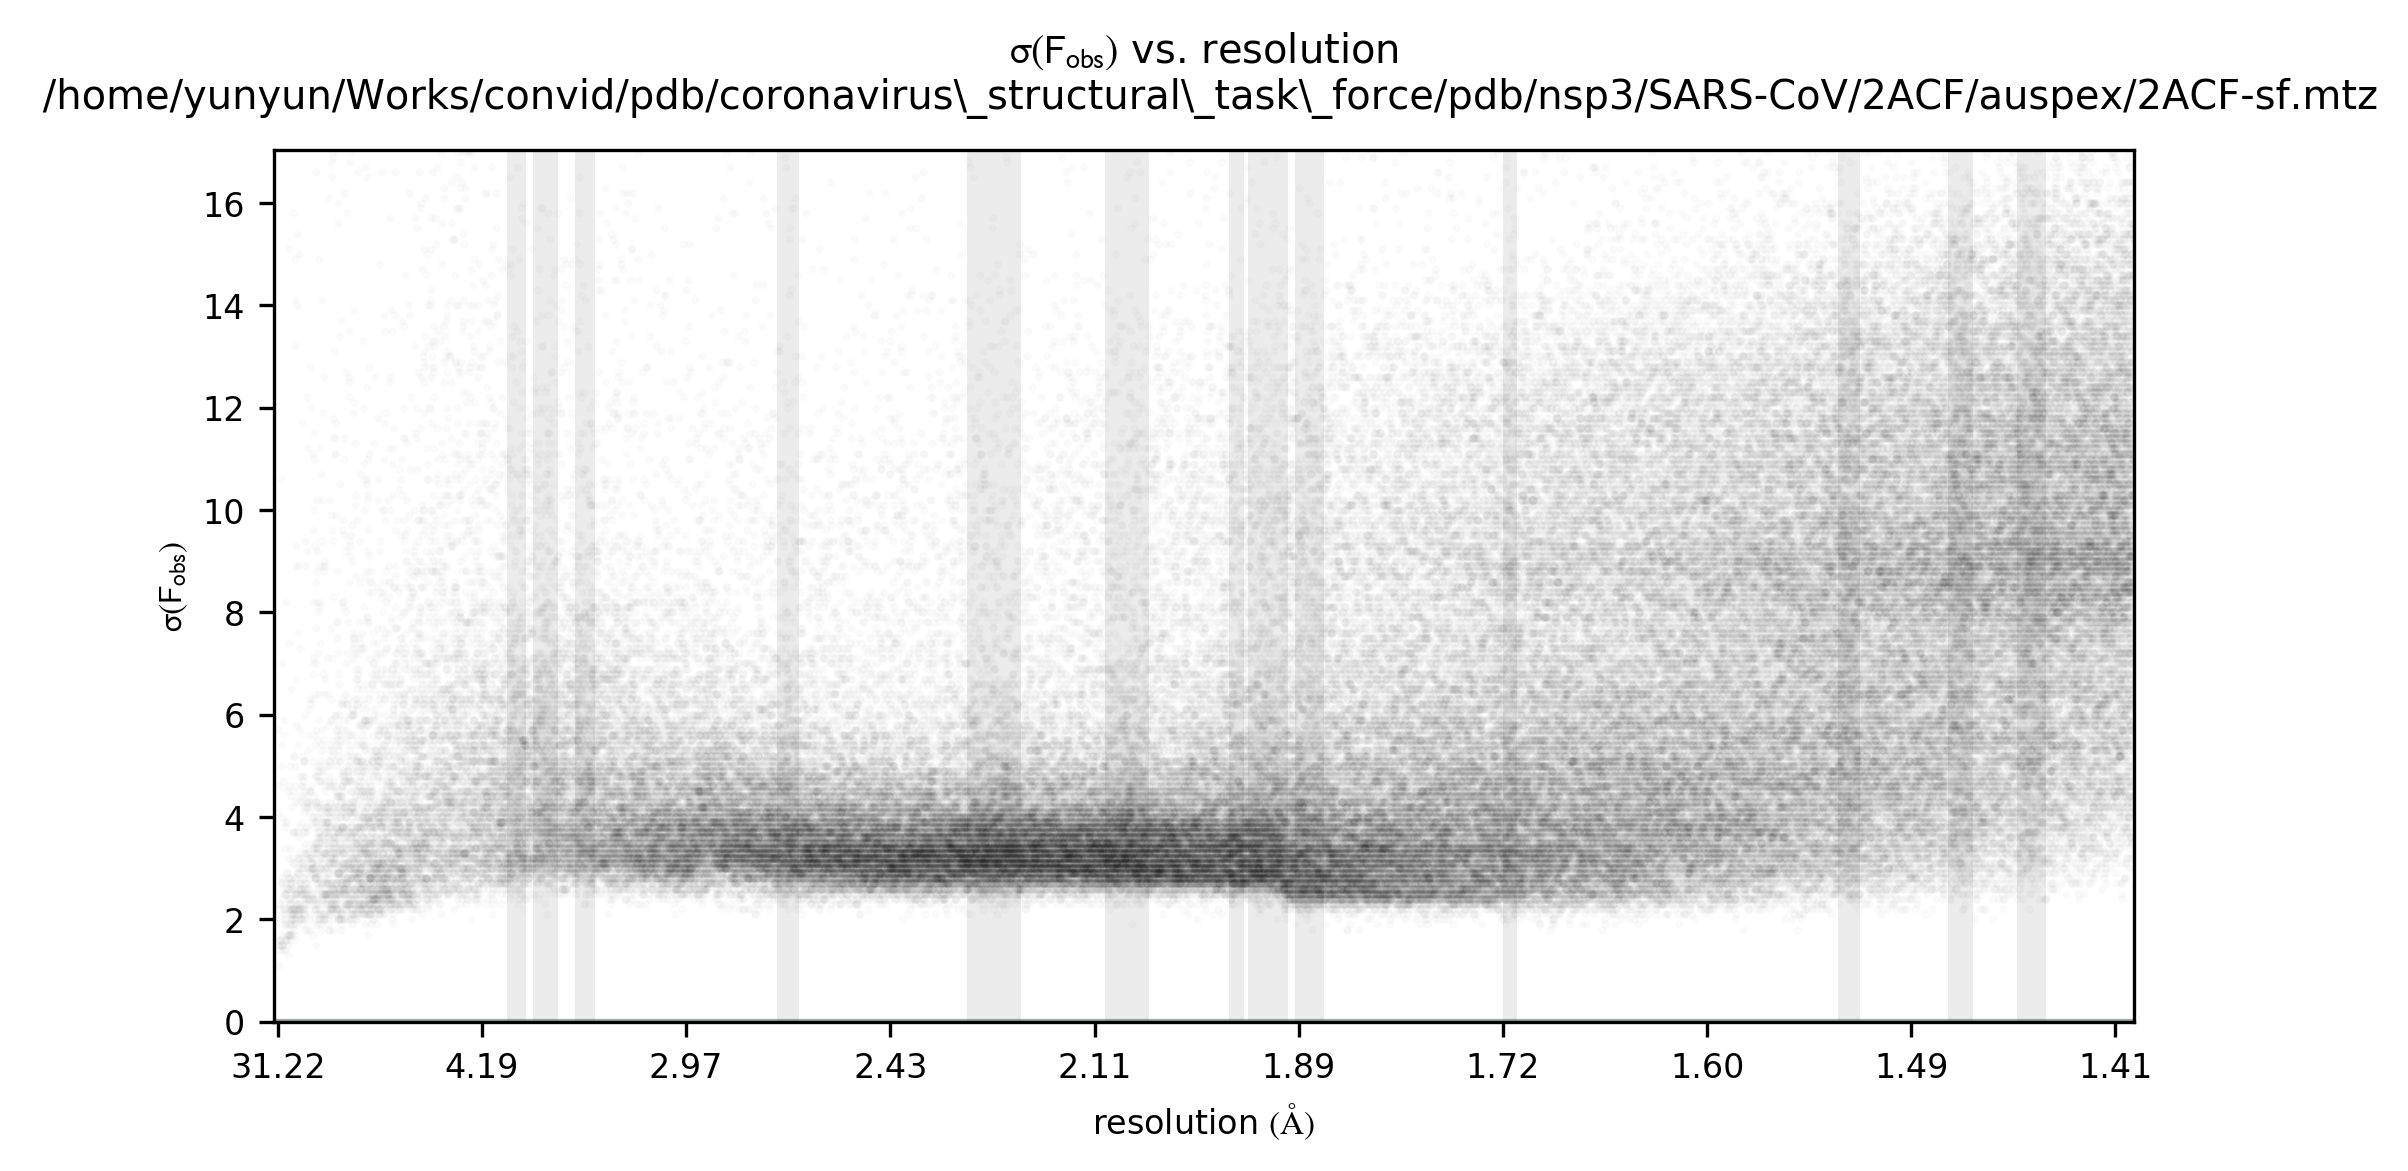 σ(Fobs) vs. resolution
/home/yunyun/Works/convid/pdb/coronavirus\_structural\_task\_force/pdb/nsp3/SARS-CoV/2ACF/auspex/2ACF-sf.mtz
16
14
12
10
8
6
4
2
0
σ(Fobs)
31.22 4.19 2.97 2.43 2.11 1.89 1.72 1.60 1.49 1.41
resolution (Å)